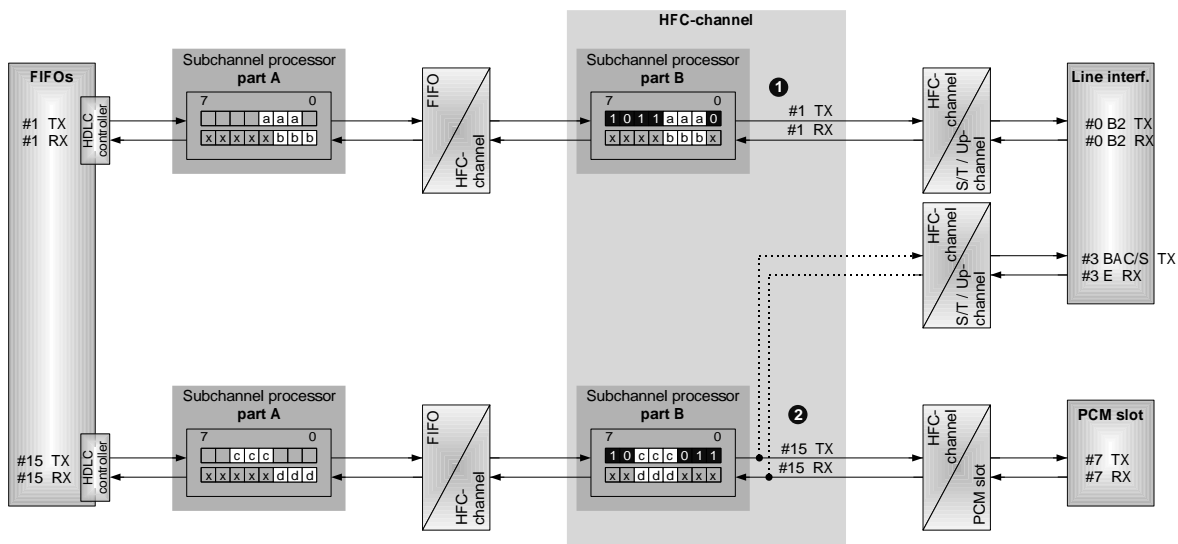 HFC-channel
FIFOs
HDLC controller
#1 TX
#1 RX
Subchannel processor
part A
7 0
a a a
x x x x x b b b
FIFO
HFC-channel
Subchannel processor
part B
7 0
1 0 1 1 a a a 0
x x x x b b b x
1
#1 TX
#1 RX
HFC-channel
S/T / Up-channel
Line interf.
#0 B2 TX
#0 B2 RX
HFC-channel
S/T / Up-channel
#3 BAC/S TX
#3 E RX
HDLC controller
#15 TX
#15 RX
Subchannel processor
part A
7 0
c c c
x x x x x d d d
FIFO
HFC-channel
Subchannel processor
part B
7 0
1 0 c c c 0 1 1
x x d d d x x x
2
#15 TX
#15 RX
HFC-channel
PCM slot
PCM slot
#7 TX
#7 RX